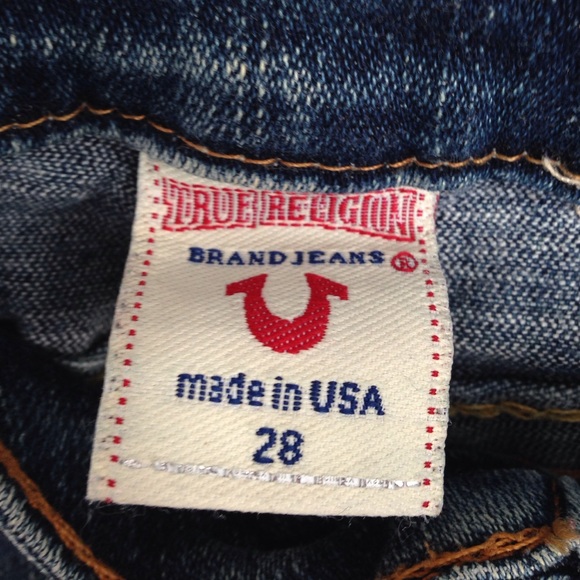 TRUE RELIGION
BRAND JEANS ®
made in USA
28